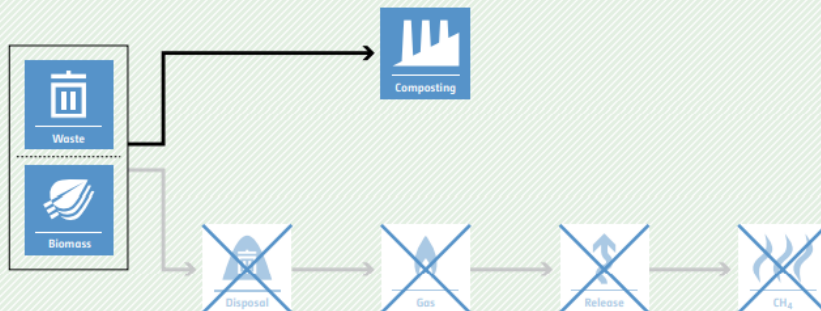 Composting
Waste
Biomass
Disposal
Gas
Release
CH₄